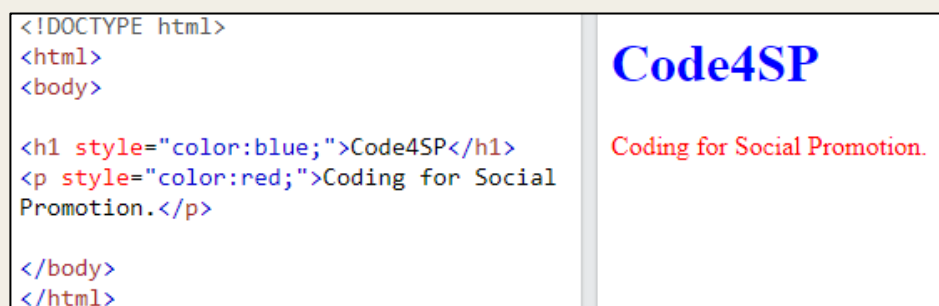 <!DOCTYPE html>
<html>
<body>
<h1 style="color:blue;">Code4SP</h1>
<p style="color:red;">Coding for Social
Promotion.</p>
</body>
</html>
Code4SP
Coding for Social Promotion.